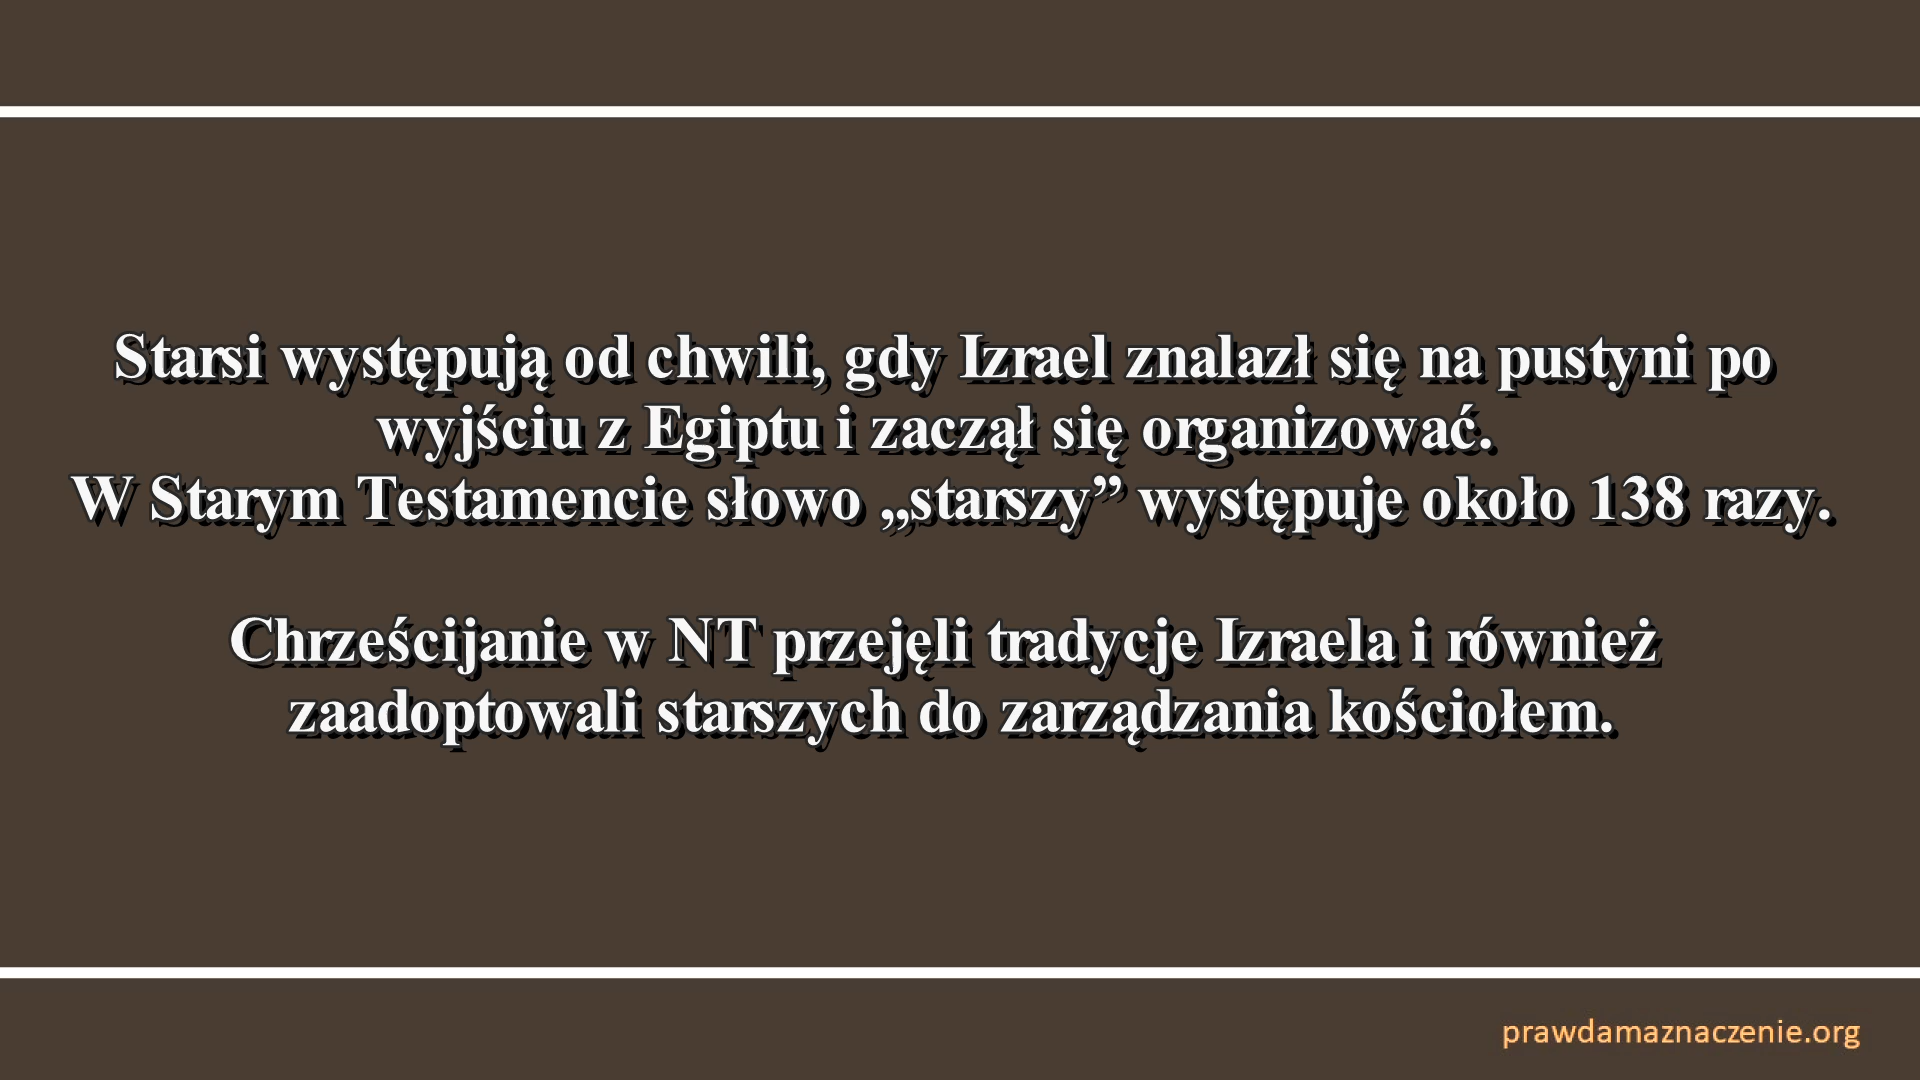 Starsi występują od chwili, gdy Izrael znalazł się na pustyni po
wyjściu z Egiptu i zaczął się organizować.
W Starym Testamencie słowo „starszy” występuje około 138 razy.
Chrześcijanie w NT przejęli tradycje Izraela i również
zaadoptowali starszych do zarządzania kościołem.
prawdamaznaczenie.org